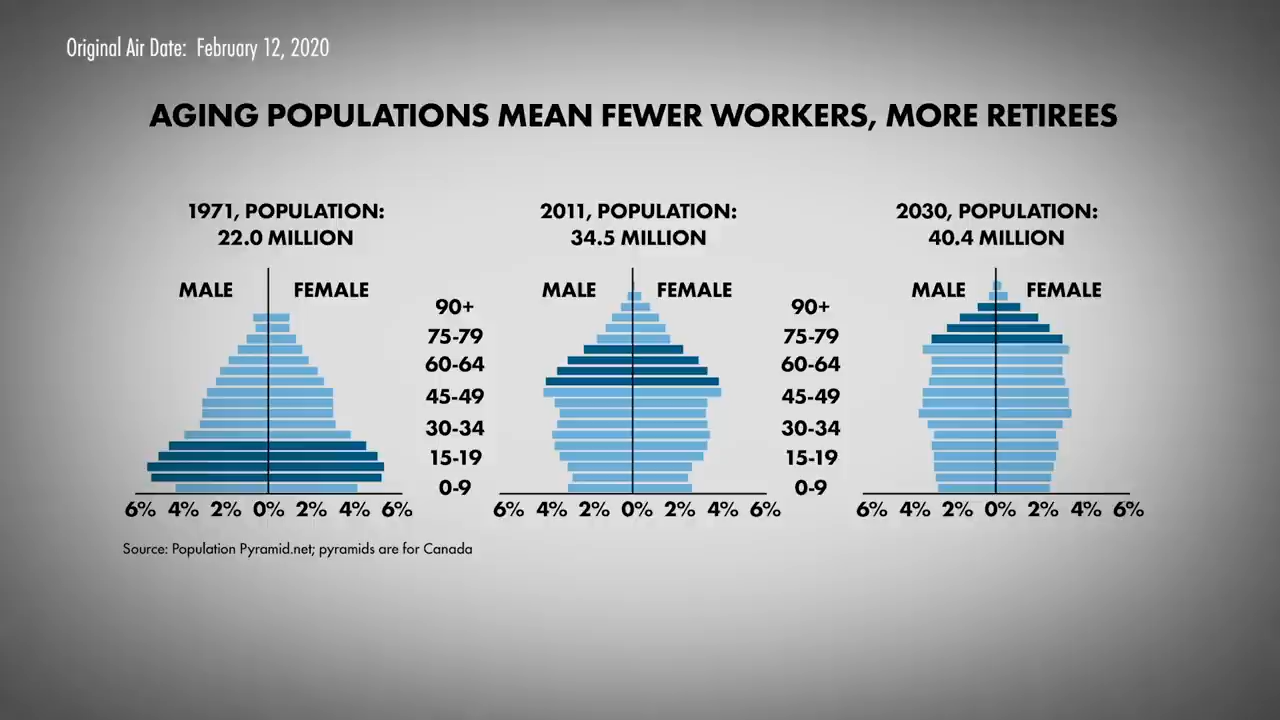 Original Air Date: February 12, 2020
AGING POPULATIONS MEAN FEWER WORKERS, MORE RETIREES
1971, POPULATION:
22.0 MILLION
MALE FEMALE
2011, POPULATION:
34.5 MILLION
MALE FEMALE
2030, POPULATION:
40.4 MILLION
MALE FEMALE
90+
75-79
60-64
45-49
30-34
15-19
0-9
90+
75-79
60-64
45-49
30-34
15-19
0-9
6% 4% 2% 0% 2% 4% 6%
6% 4% 2% 0% 2% 4% 6%
6% 4% 2% 0% 2% 4% 6%
Source: Population Pyramid.net; pyramids are for Canada